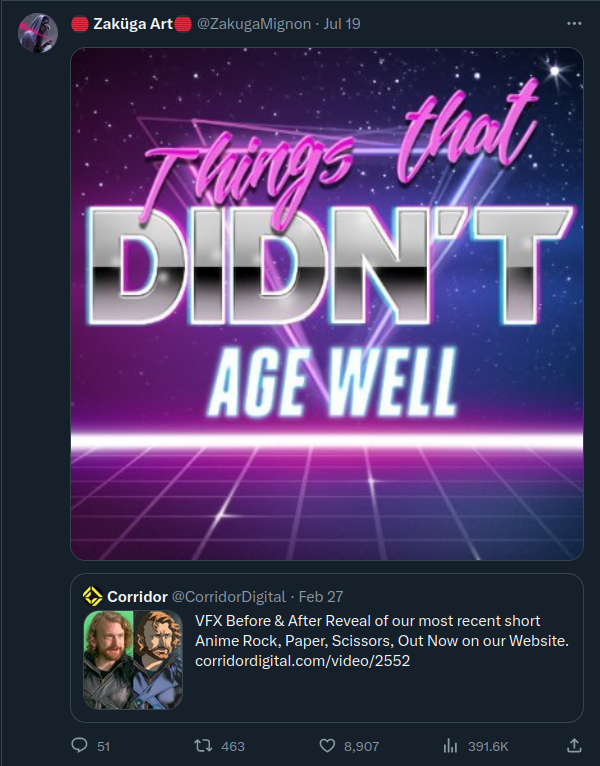 Zaküga Art @ZakugaMignon · Jul 19
Things that
DIDN'T
AGE WELL
Corridor @CorridorDigital · Feb 27
VFX Before & After Reveal of our most recent short
Anime Rock, Paper, Scissors, Out Now on our Website.
corridordigital.com/video/2552
51 463 8,907 391.6K